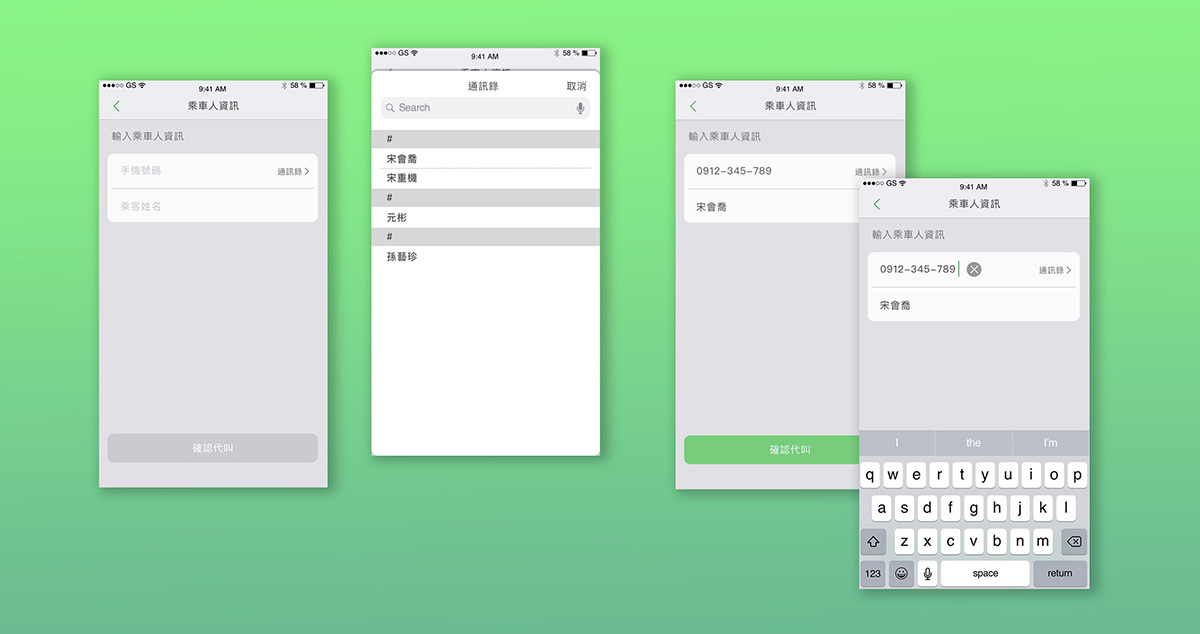 GS
9:41 AM
58 %
乘車人資訊
輸入乘車人資訊
手機號碼
通訊錄
乘客姓名
確認代叫
GS
9:41 AM
58 %
通訊錄
取消
Search
#
宋會喬
宋重機
#
元彬
#
孫藝珍
GS
9:41 AM
58 %
乘車人資訊
輸入乘車人資訊
0912-345-789
通訊錄
宋會喬
確認代叫
GS
9:41 AM
58 %
乘車人資訊
輸入乘車人資訊
0912-345-789
通訊錄
宋會喬
I the I'm
q w e r t y u i o p
a s d f g h j k l
z x c v b n m
123 space return